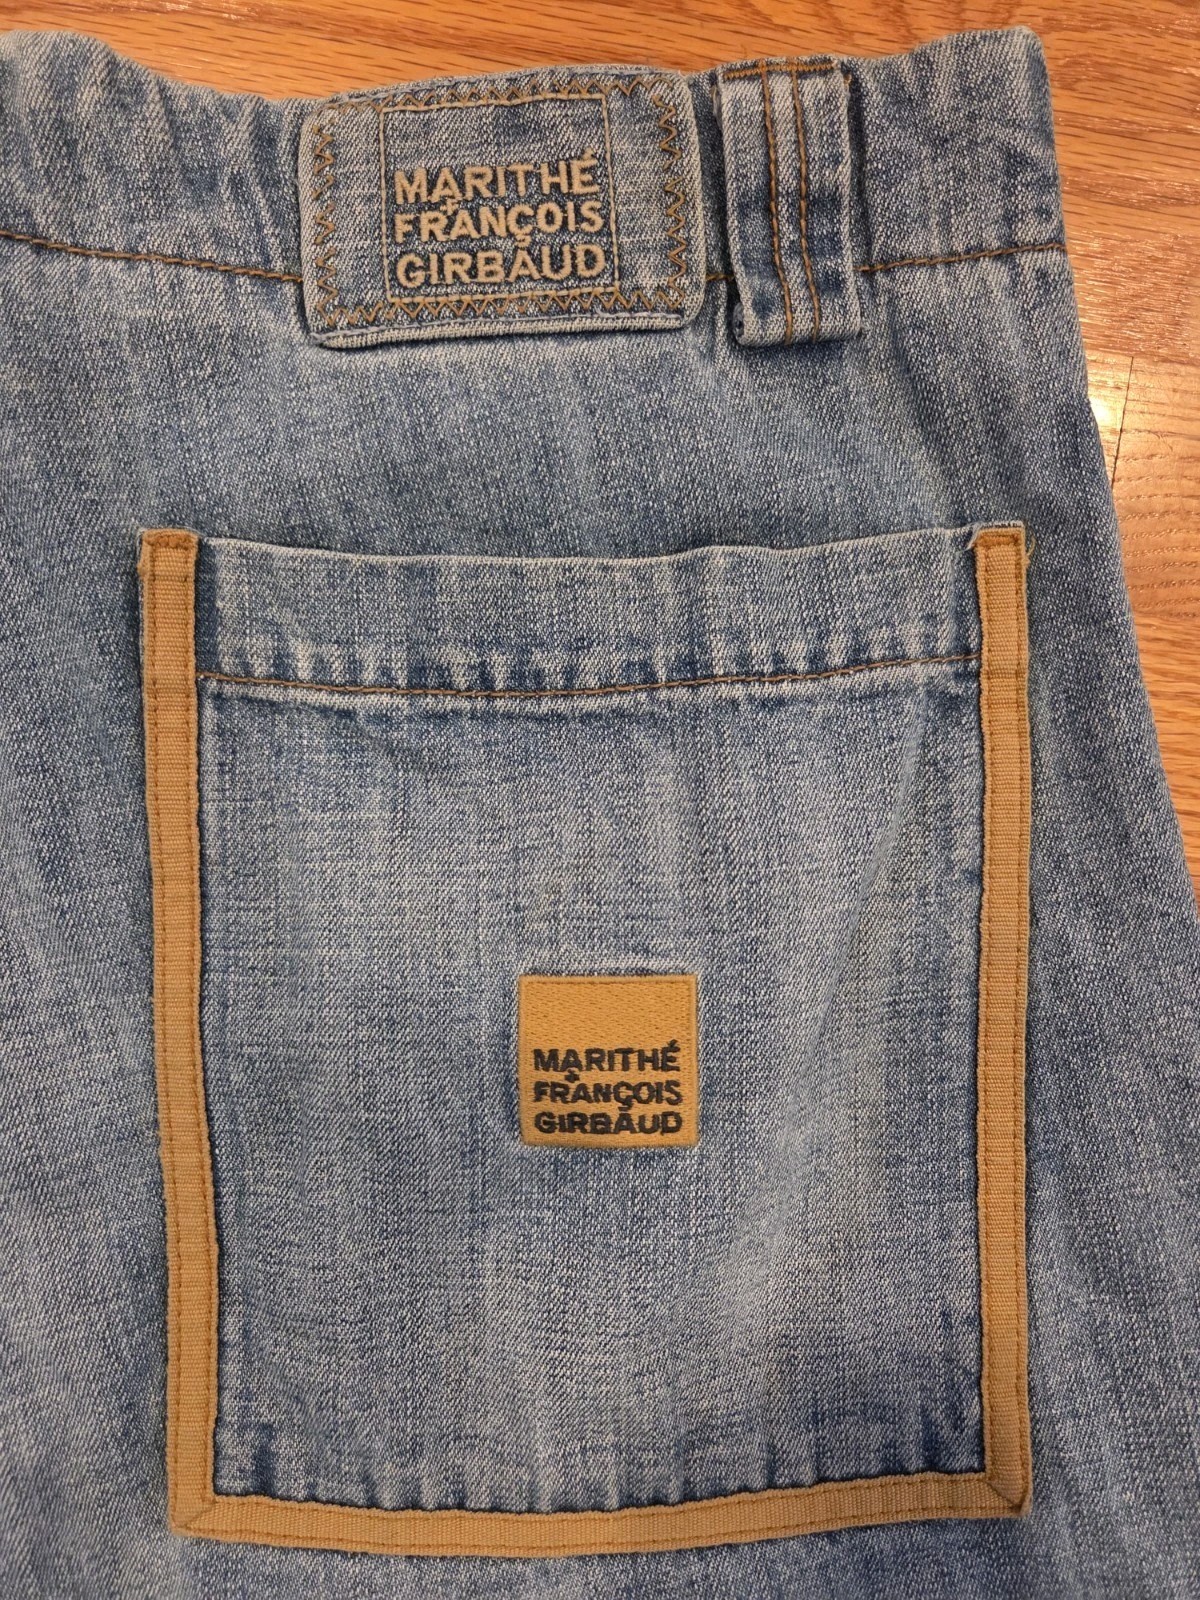 MARITHÉ
+
FRANÇOIS
GIRBAUD
MARITHÉ
+
FRANÇOIS
GIRBAUD